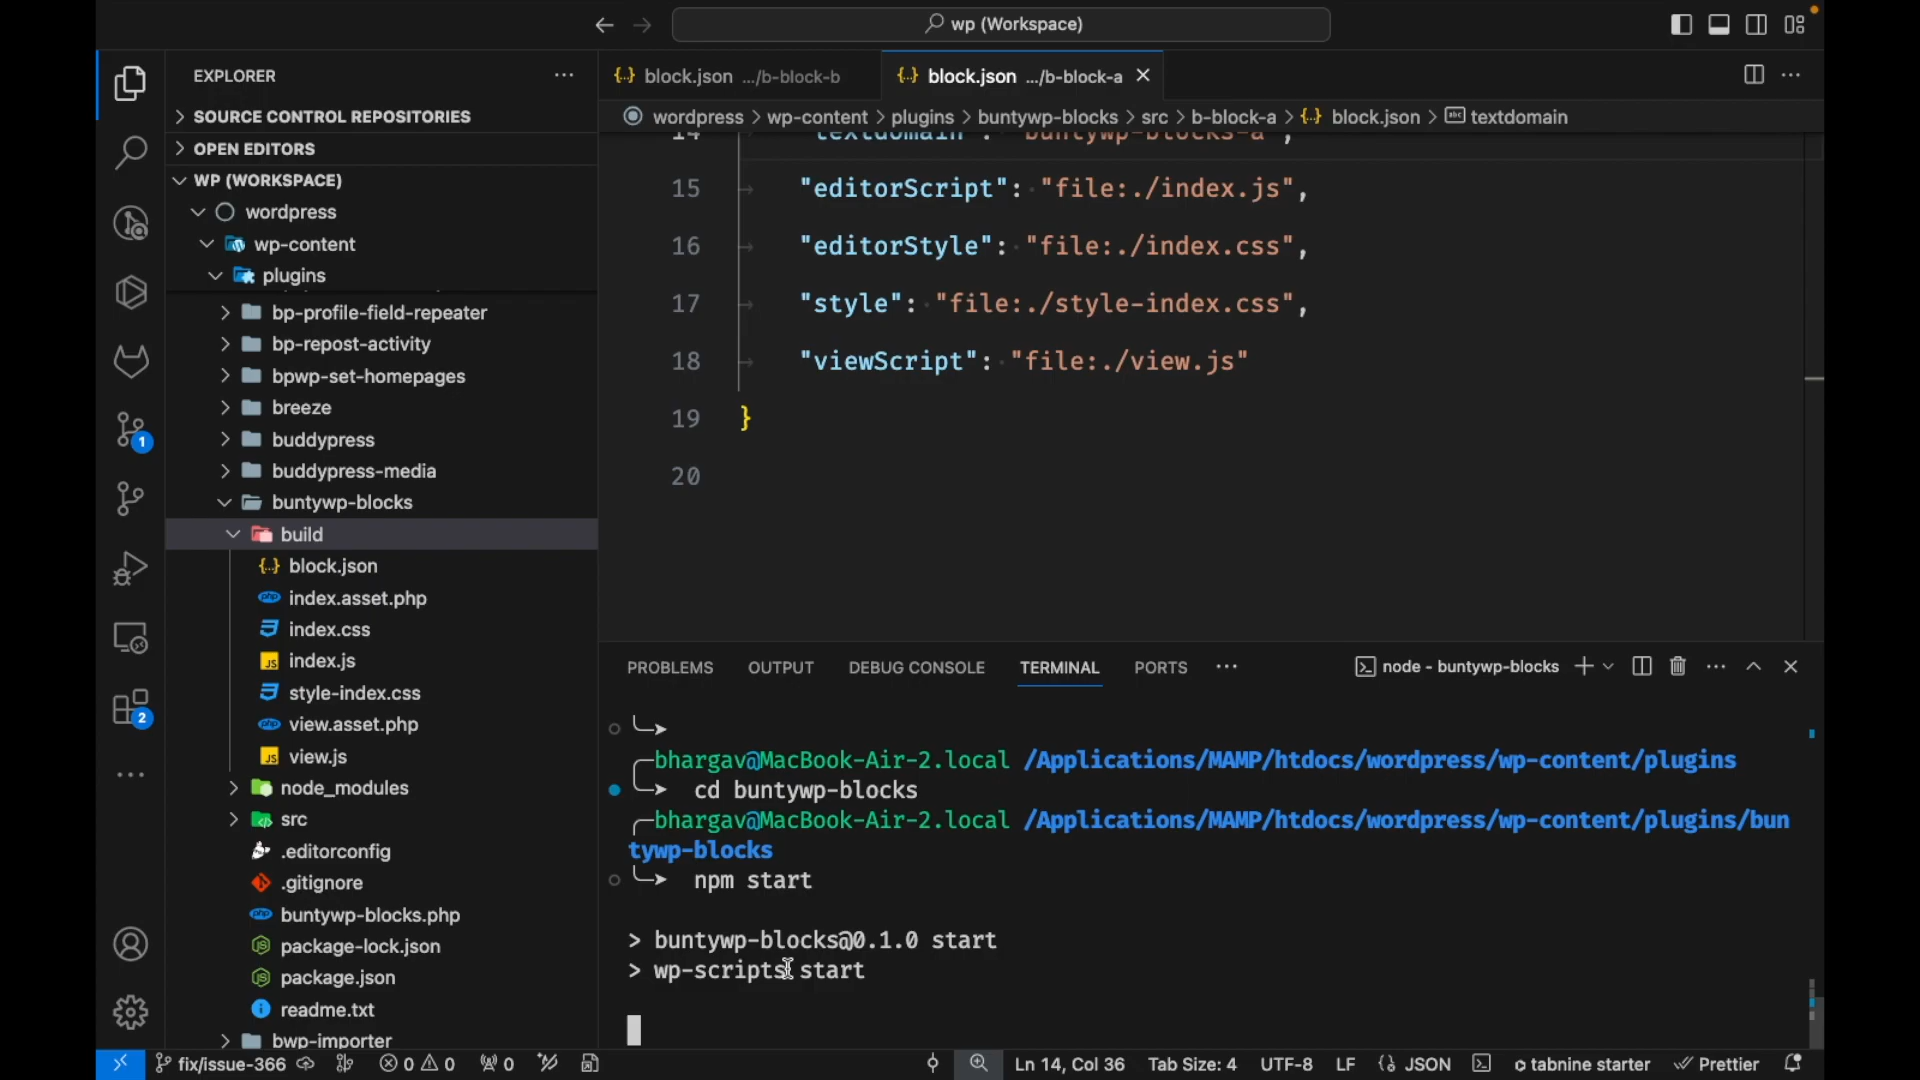 wp (Workspace)
EXPLORER
SOURCE CONTROL REPOSITORIES
OPEN EDITORS
WP (WORKSPACE)
wordpress
wp-content
plugins
bp-profile-field-repeater
bp-repost-activity
bpwp-set-homepages
breeze
buddypress
buddypress-media
buntywp-blocks
build
block.json
index.asset.php
index.css
index.js
style-index.css
view.asset.php
view.js
node_modules
src
.editorconfig
.gitignore
buntywp-blocks.php
package-lock.json
package.json
readme.txt
bwp-importer
1
2
block.json .../b-block-b
block.json .../b-block-a
wordpress > wp-content > plugins > buntywp-blocks > src > b-block-a > {..} block.json > textdomain
14 "textdomain": "buntywp-blocks-a",
15 "editorScript": "file:./index.js",
16 "editorStyle": "file:./index.css",
17 "style": "file:./style-index.css",
18 "viewScript": "file:./view.js"
19 }
20
PROBLEMS OUTPUT DEBUG CONSOLE TERMINAL PORTS
node - buntywp-blocks
bhargav@MacBook-Air-2.local /Applications/MAMP/htdocs/wordpress/wp-content/plugins
cd buntywp-blocks
bhargav@MacBook-Air-2.local /Applications/MAMP/htdocs/wordpress/wp-content/plugins/bun
tywp-blocks
npm start
> buntywp-blocks@0.1.0 start
> wp-scripts start
fix/issue-366 0 0 0 Ln 14, Col 36 Tab Size: 4 UTF-8 LF JSON tabnine starter Prettier